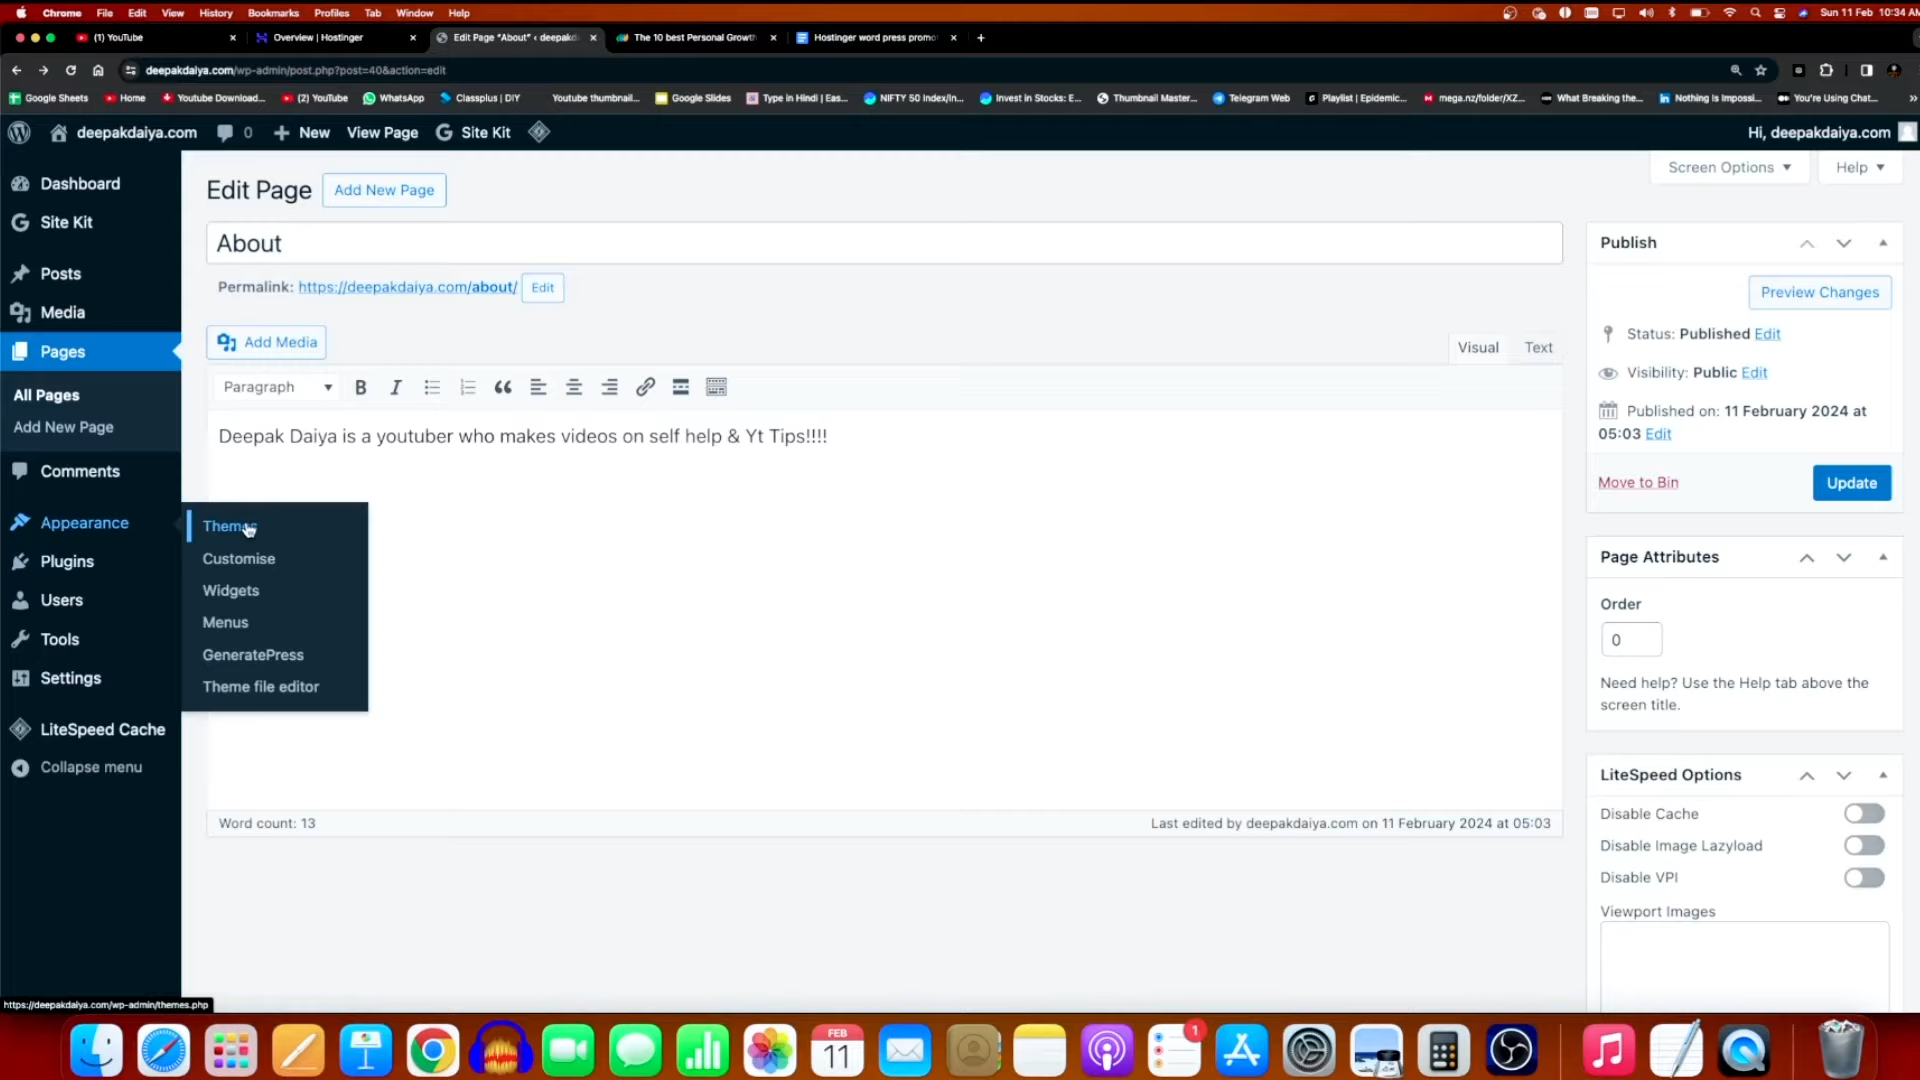 Chrome File Edit View History Bookmarks Profiles Tab Window Help
Sun 11 Feb 10:34 AM
(1) YouTube
Overview | Hostinger
Edit Page "About" ‹ deepakd
The 10 best Personal Growt
Hostinger word press promo
deepakdaiya.com/wp-admin/post.php?post=40&action=edit
Google Sheets
Home
Youtube Download...
(2) YouTube
WhatsApp
Classplus | DIY
Youtube thumbnail...
Google Slides
Type in Hindi | Eas...
NIFTY 50 Index/In...
Invest in Stocks: E...
Thumbnail Master...
Telegram Web
Playlist | Epidemic...
mega.nz/folder/XZ...
What Breaking the...
Nothing Is Impossi...
You're Using Chat...
deepakdaiya.com 0 New View Page Site Kit
Hi, deepakdaiya.com
Dashboard
Site Kit
Posts
Media
Pages
All Pages
Add New Page
Comments
Appearance
Plugins
Users
Tools
Settings
LiteSpeed Cache
Collapse menu
Themes
Customise
Widgets
Menus
GeneratePress
Theme file editor
Screen Options
Help
Edit Page
Add New Page
About
Permalink: https://deepakdaiya.com/about/ Edit
Add Media
Visual
Text
Paragraph
Deepak Daiya is a youtuber who makes videos on self help & Yt Tips!!!!
Word count: 13
Last edited by deepakdaiya.com on 11 February 2024 at 05:03
Publish
Preview Changes
Status: Published Edit
Visibility: Public Edit
Published on: 11 February 2024 at
05:03 Edit
Move to Bin
Update
Page Attributes
Order
0
Need help? Use the Help tab above the
screen title.
LiteSpeed Options
Disable Cache
Disable Image Lazyload
Disable VPI
Viewport Images
https://deepakdaiya.com/wp-admin/themes.php
FEB
11
1